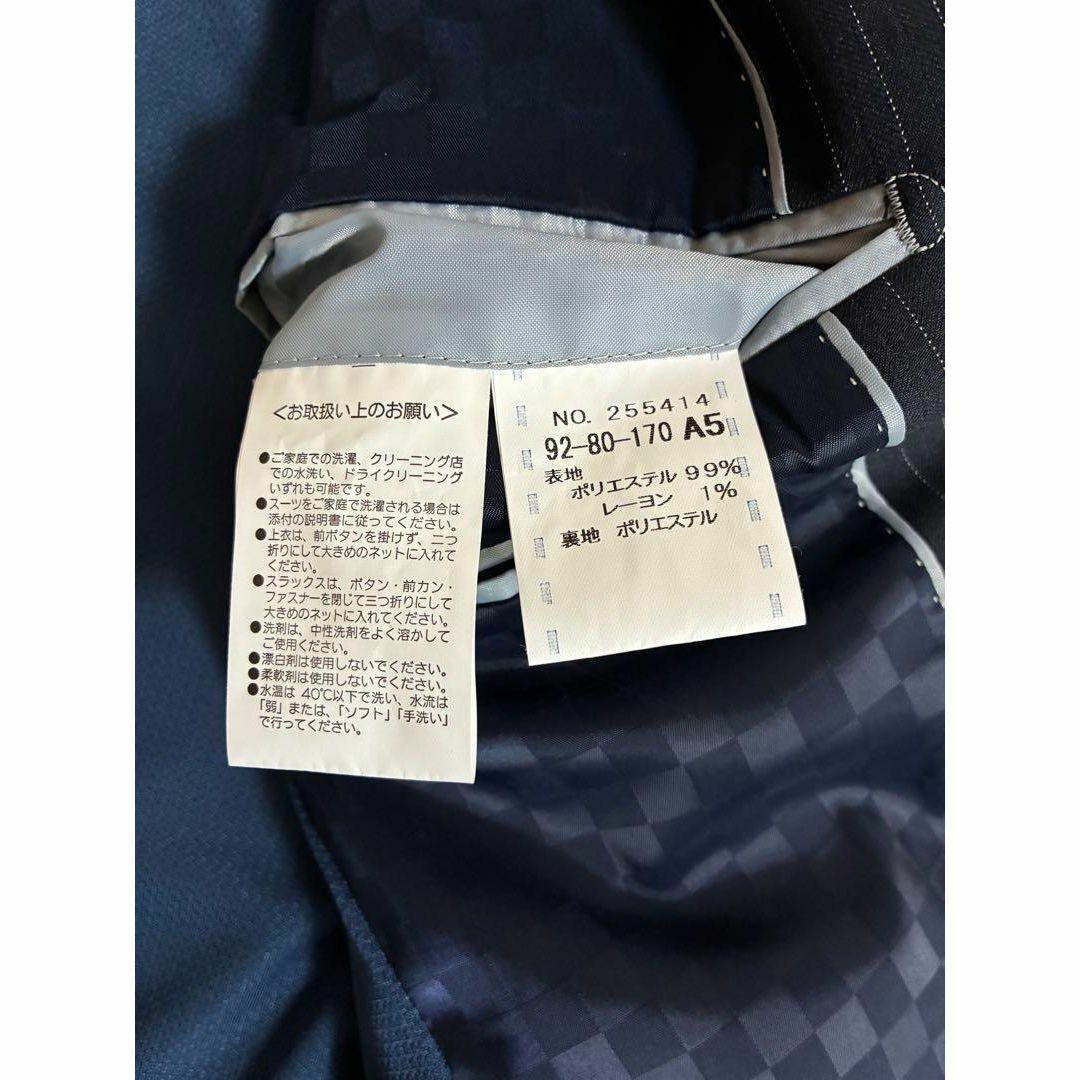 <お取扱い上のお願い>
●ご家庭での洗濯、クリーニング店
での水洗い、ドライクリーニング
いずれも可能です。
●スーツをご家庭で洗濯される場合は
添付の説明書に従ってください。
●上衣は、前ボタンを掛けず、二つ
折りにして大きめのネットに入れて
ください。
●スラックスは、ボタン・前カン・
ファスナーを閉じて三つ折りにして
大きめのネットに入れてください。
●洗剤は、中性洗剤をよく溶かして
ご使用ください。
●漂白剤は使用しないでください。
●柔軟剤は使用しないでください。
●水温は 40℃以下で洗い、水流は
「弱」または、「ソフト」「手洗い」
で行ってください。
NO. 255414
92-80-170 A5
表地
ポリエステル 99%
レーヨン 1%
裏地 ポリエステル